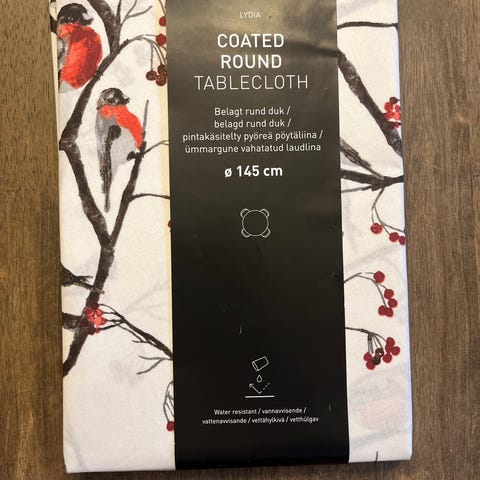 LYDIA
COATED
ROUND
TABLECLOTH
Belagt rund duk /
belagd rund duk /
pintakäsitelty pyöreä pöytäliina /
ümmargune vahatatud laudlina
ø 145 cm
Water resistant / vannavvisende /
vattenavvisande / vettähylkivä / vetthülgav